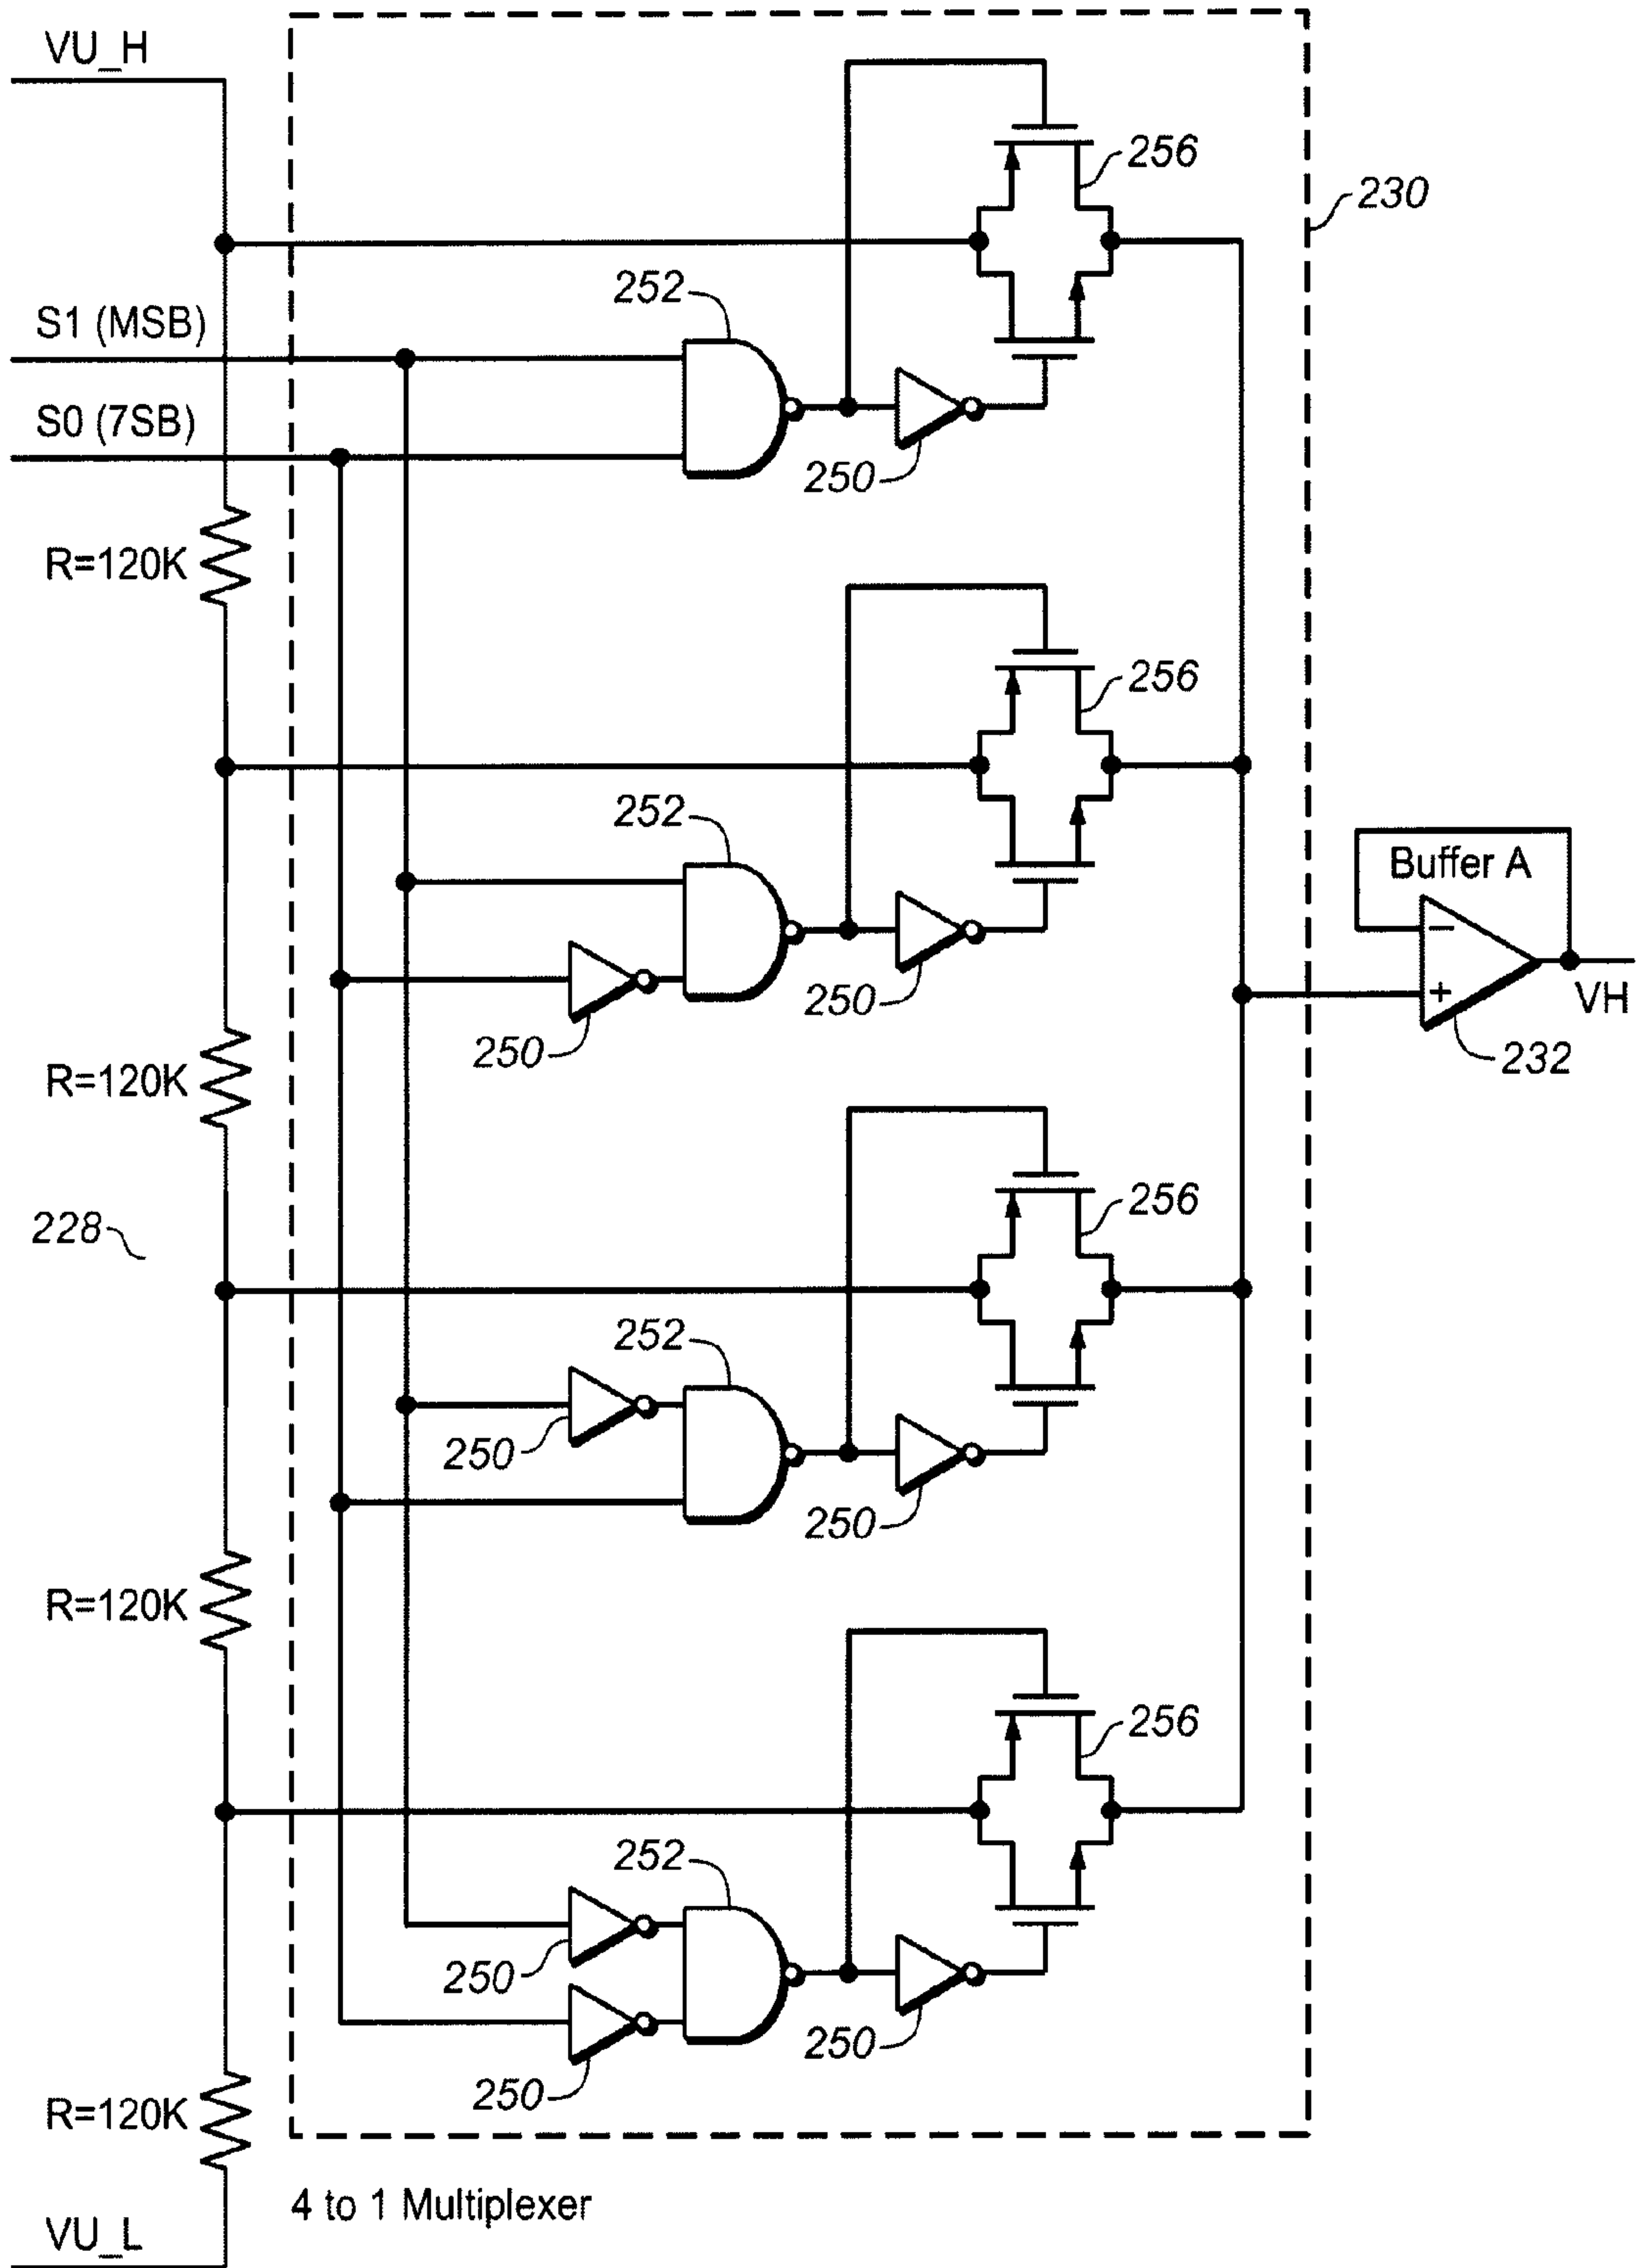 VU_H
256
230
252
S1 (MSB)
S0 (7SB)
250
R=120K
256
252
Buffer A
−
+
VH
250
250
232
R=120K
256
228
252
250
250
R=120K
256
252
250
250
250
R=120K
4 to 1 Multiplexer
VU_L